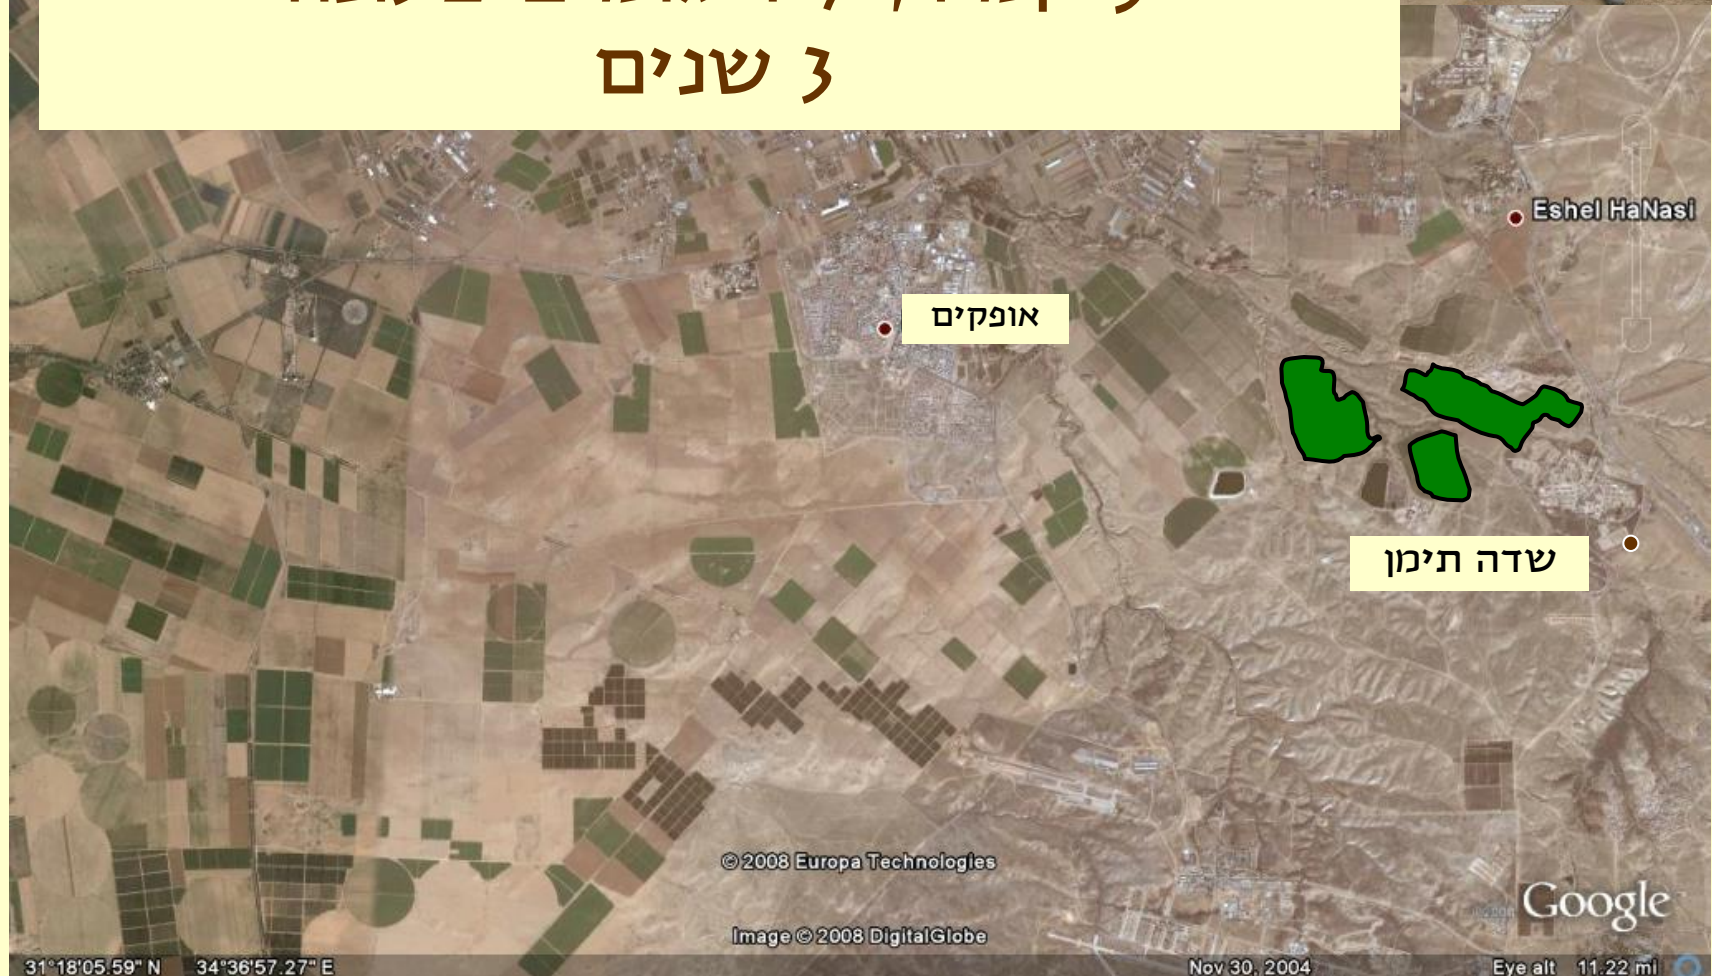 3 שנים
Eshel HaNasi
אופקים
שדה תימן
© 2008 Europa Technologies
Image © 2008 DigitalGlobe
Google
31°18'05.59" N 34°36'57.27" E
Nov 30, 2004
Eye alt 11.22 mi